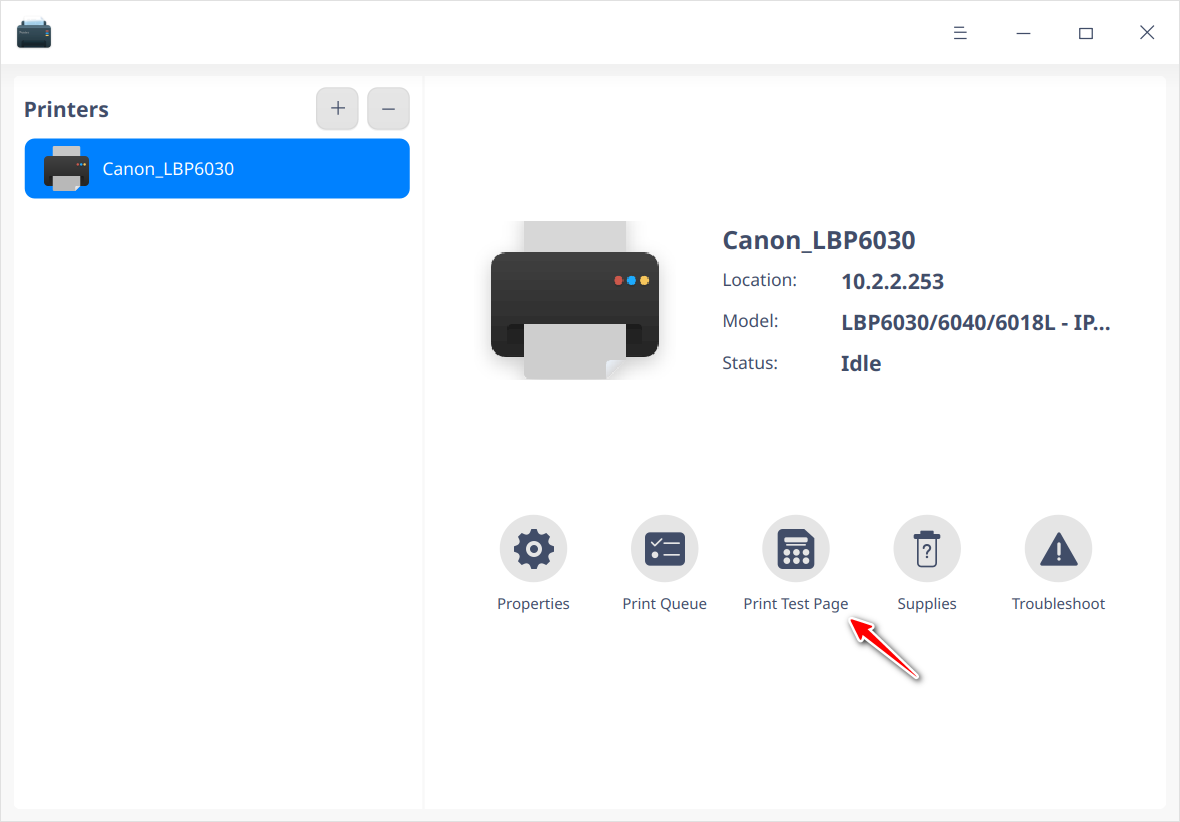 Printers
Canon_LBP6030
Canon_LBP6030
Location: 10.2.2.253
Model: LBP6030/6040/6018L - IP...
Status: Idle
Properties Print Queue Print Test Page Supplies Troubleshoot